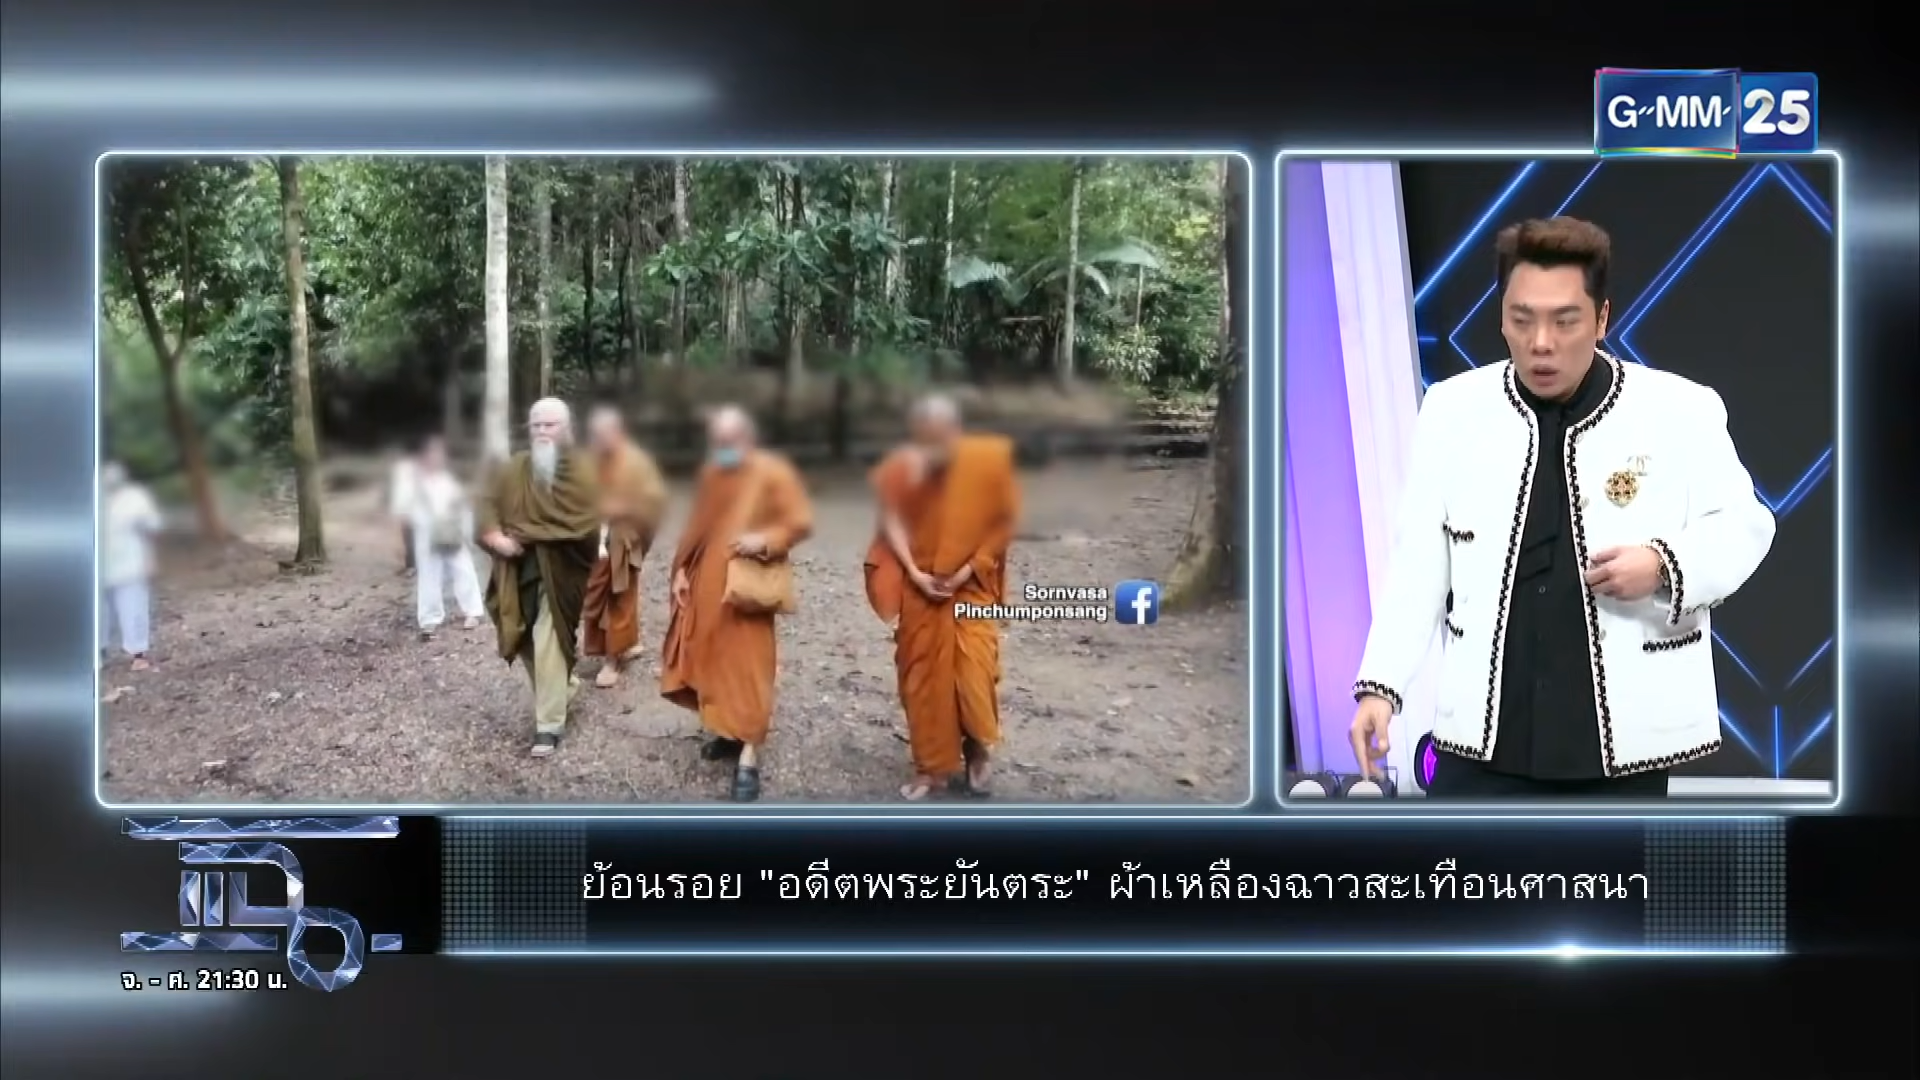 GMM 25
Sornvasa
Pinchumponsang
ย้อนรอย "อดีตพระยันตระ" ผ้าเหลืองฉาวสะเทือนศาสนา
แฉ
จ. - ศ. 21:30 น.